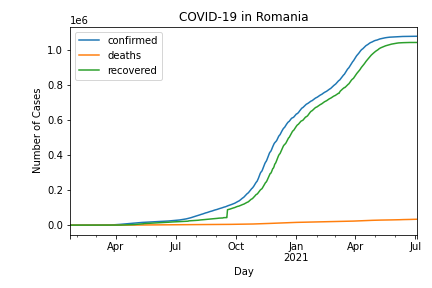 COVID-19 in Romania
1e6
confirmed
deaths
recovered
Number of Cases
1.0
0.8
0.6
0.4
0.2
0.0
Apr Jul Oct Jan Apr Jul
2021
Day